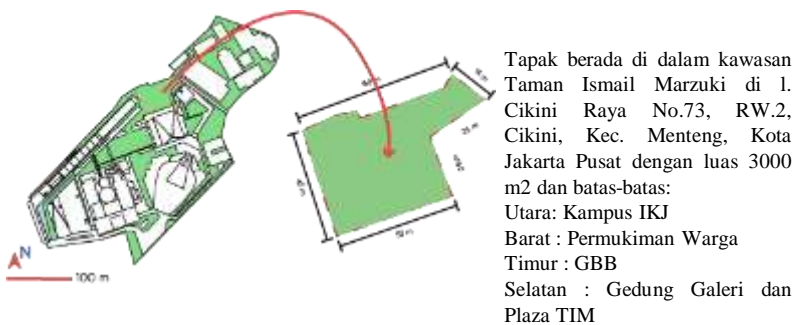 Tapak berada di dalam kawasan
Taman Ismail Marzuki di l.
Cikini Raya No.73, RW.2,
Cikini, Kec. Menteng, Kota
Jakarta Pusat dengan luas 3000
m2 dan batas-batas:
Utara: Kampus IKJ
Barat : Permukiman Warga
Timur : GBB
Selatan : Gedung Galeri dan
Plaza TIM
N
100 m